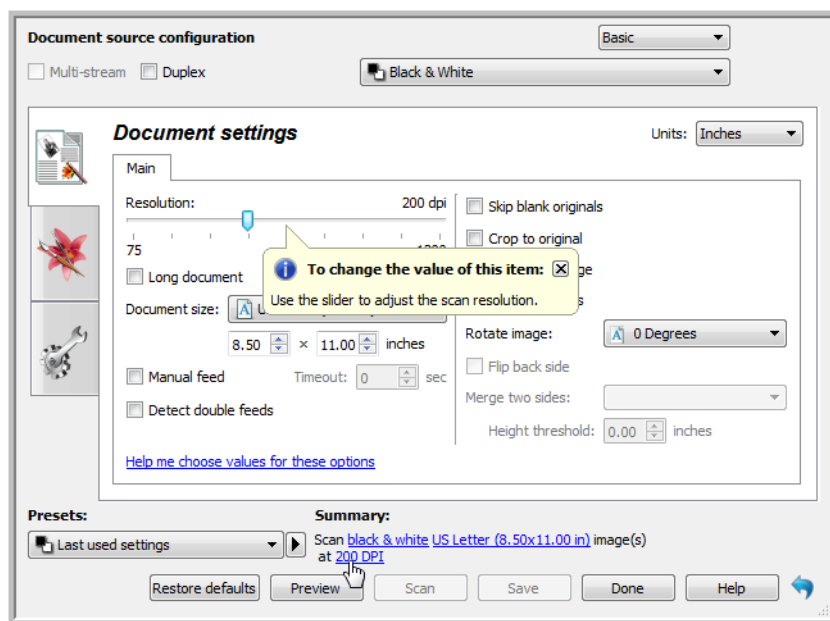 Document source configuration
Basic
Multi-stream
Duplex
Black & White
Document settings
Units: Inches
Main
Resolution: 200 dpi
75
Skip blank originals
Crop to original
Long document
To change the value of this item:
Use the slider to adjust the scan resolution.
Document size:
8.50 × 11.00 inches
Rotate image: 0 Degrees
Manual feed
Timeout: 0 sec
Flip back side
Detect double feeds
Merge two sides:
Height threshold: 0.00 inches
Help me choose values for these options
Presets:
Last used settings
Summary:
Scan black & white US Letter (8.50x11.00 in) image(s)
at 200 DPI
Restore defaults
Preview
Scan
Save
Done
Help